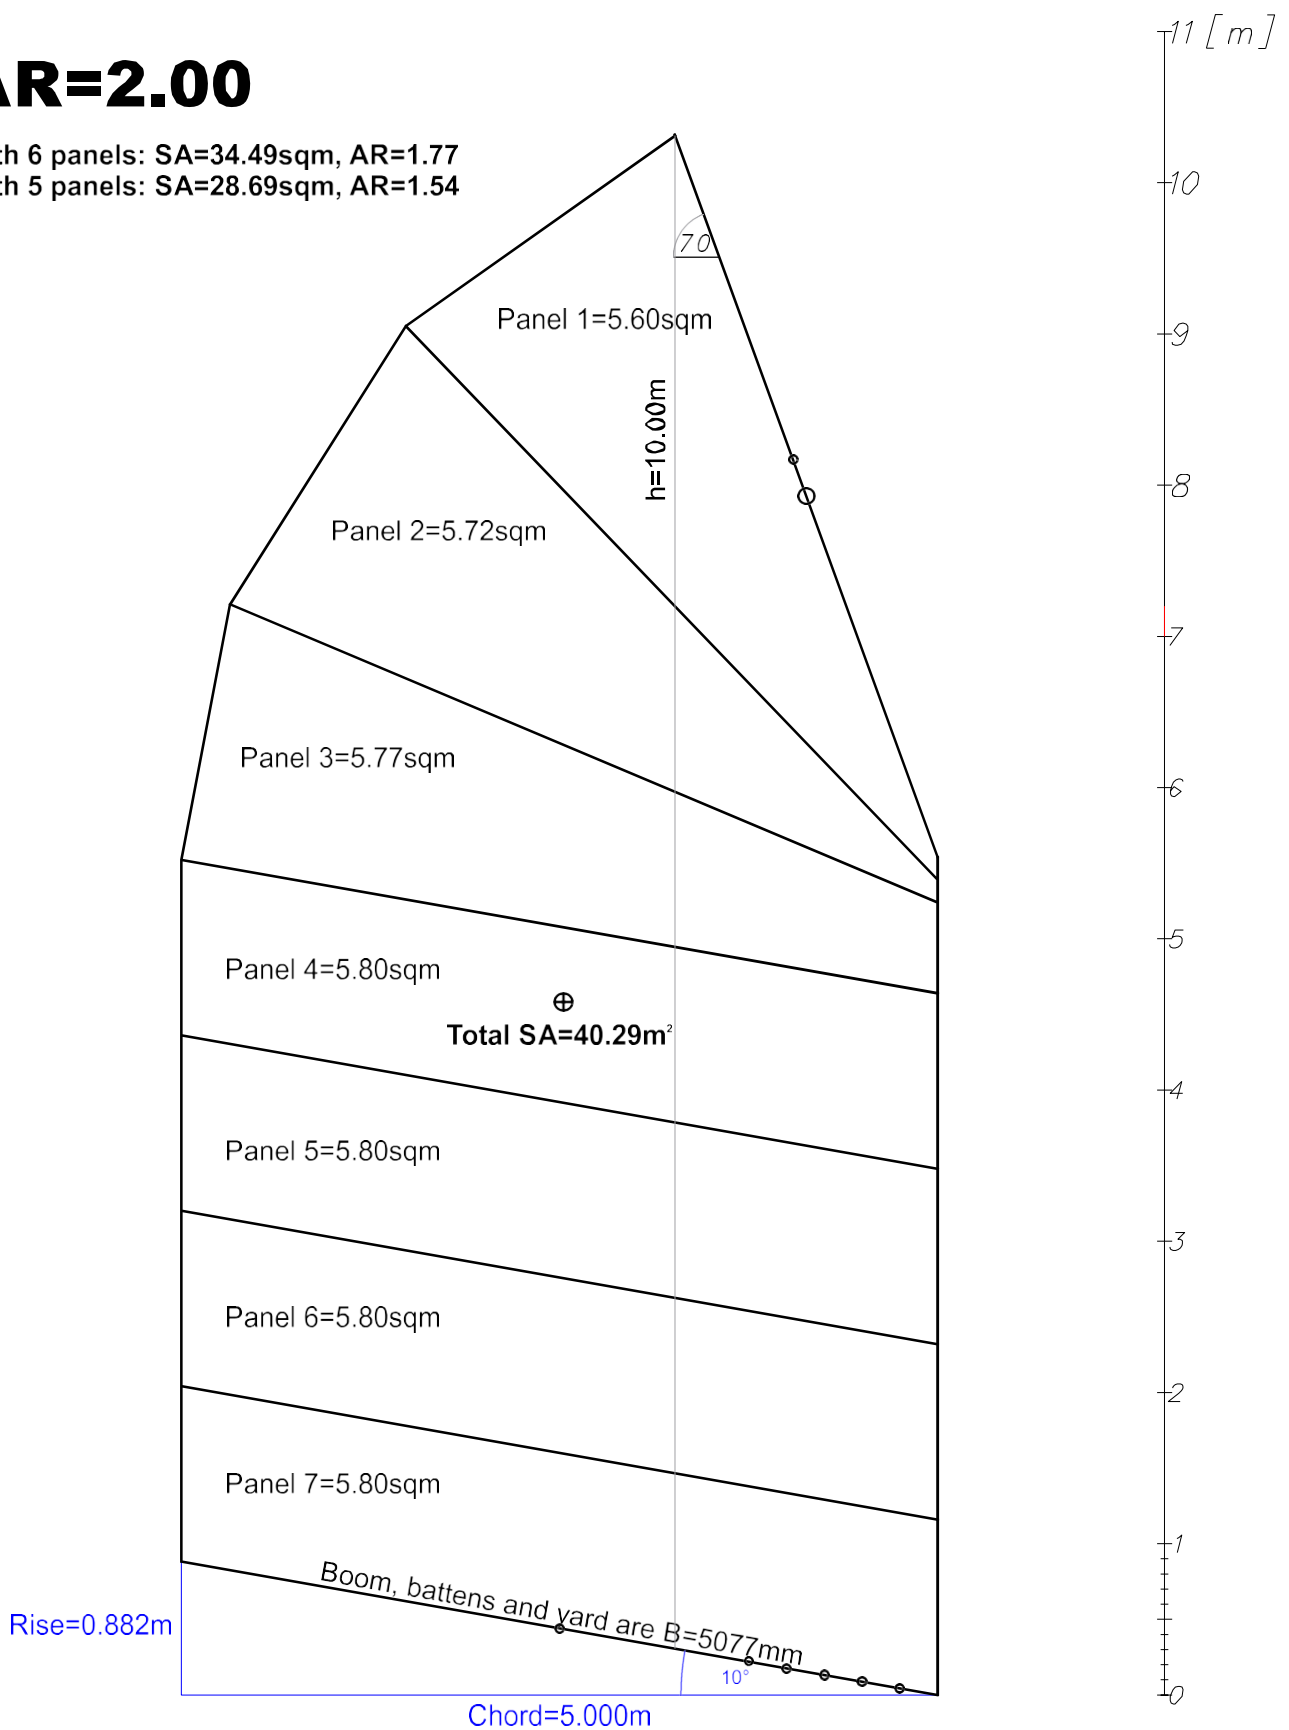 11 [m]
AR=2.00
th 6 panels: SA=34.49sqm, AR=1.77
th 5 panels: SA=28.69sqm, AR=1.54
10
70
Panel 1=5.60sqm
9
h=10.00m
8
Panel 2=5.72sqm
7
Panel 3=5.77sqm
6
5
Panel 4=5.80sqm
Total SA=40.29m²
4
Panel 5=5.80sqm
3
Panel 6=5.80sqm
2
Panel 7=5.80sqm
1
Boom, battens and yard are B=5077mm
Rise=0.882m
10°
0
Chord=5.000m